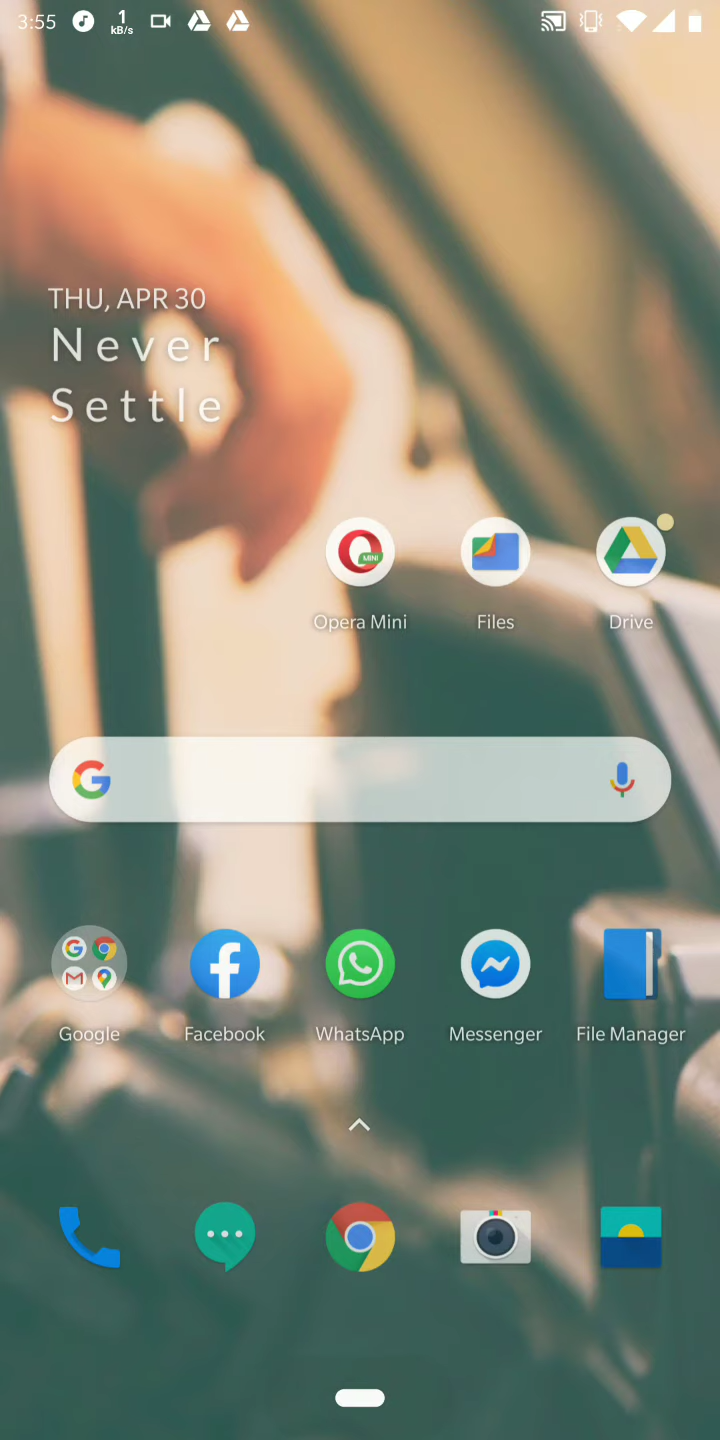 3:55
1
kB/s
THU, APR 30
Never
Settle
MINI
Opera Mini Files Drive
Google Facebook WhatsApp Messenger File Manager